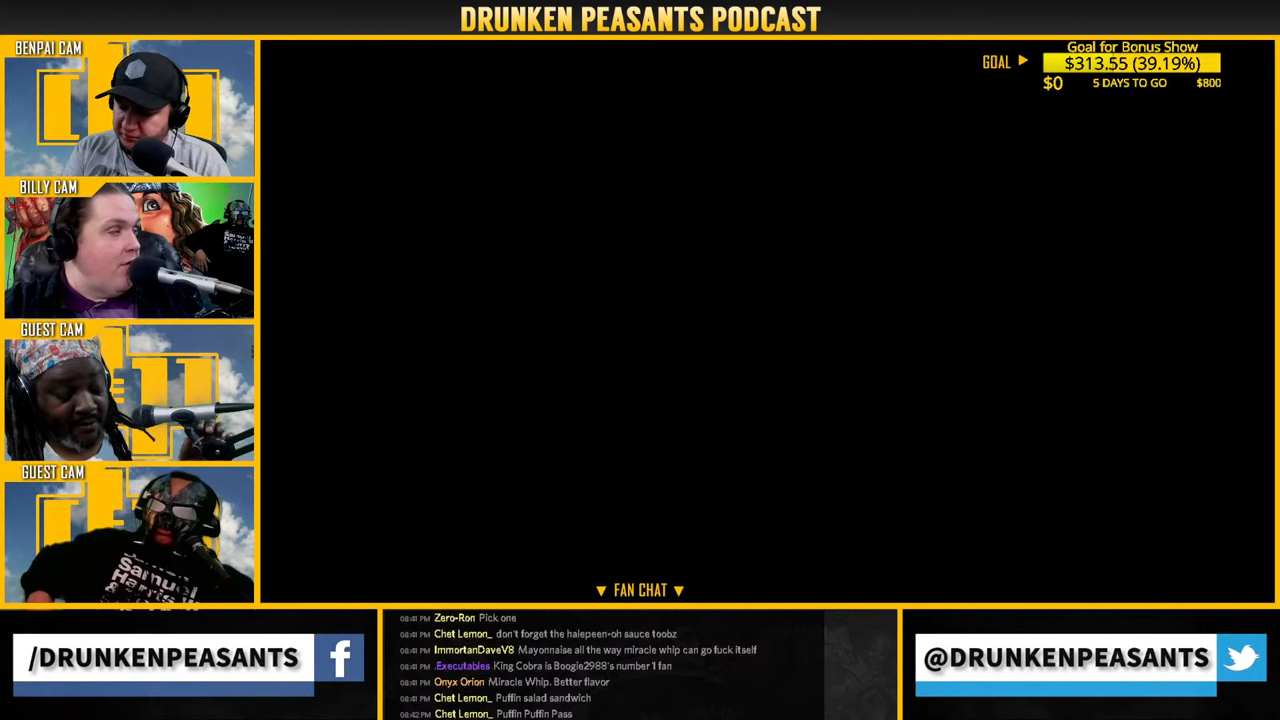 DRUNKEN PEASANTS PODCAST
BENPAI CAM
BILLY CAM
GUEST CAM
GUEST CAM
Samuel
GOAL ▶
Goal for Bonus Show
$313.55 (39.19%)
$0 5 DAYS TO GO $800
▼ FAN CHAT ▼
08:41 PM Zero-Ron Pick one
08:41 PM Chet Lemon_ don't forget the halepeen-oh sauce toobz
08:41 PM ImmortanDaveV8 Mayonnaise all the way miracle whip can go fuck itself
08:41 PM .Executables King Cobra is Boogie2988's number 1 fan
08:41 PM Onyx Orion Miracle Whip. Better flavor
08:41 PM Chet Lemon_ Puffin salad sandwich
08:42 PM Chet Lemon_ Puffin Puffin Pass
/DRUNKENPEASANTS f
@DRUNKENPEASANTS